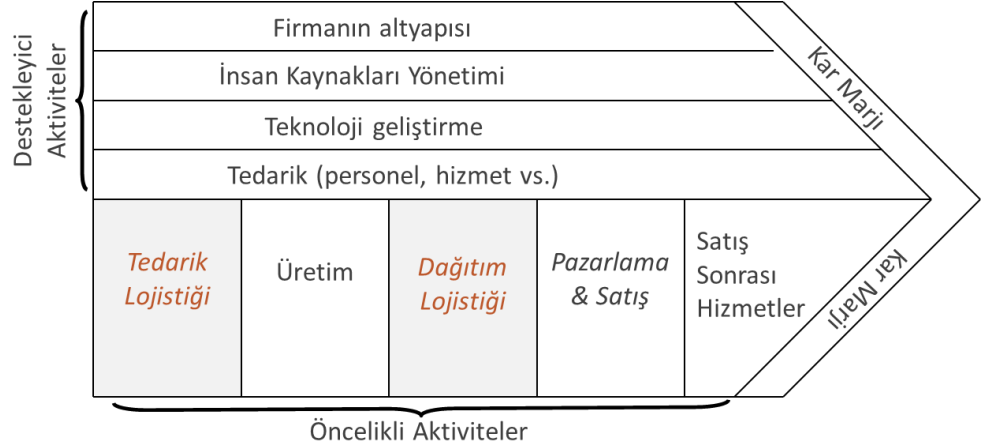 Destekleyici
Aktiviteler
Firmanın altyapısı
İnsan Kaynakları Yönetimi
Teknoloji geliştirme
Tedarik (personel, hizmet vs.)
Kar Marjı
Tedarik
Lojistiği
Üretim
Dağıtım
Lojistiği
Pazarlama
& Satış
Satış
Sonrası
Hizmetler
Kar Marjı
Öncelikli Aktiviteler